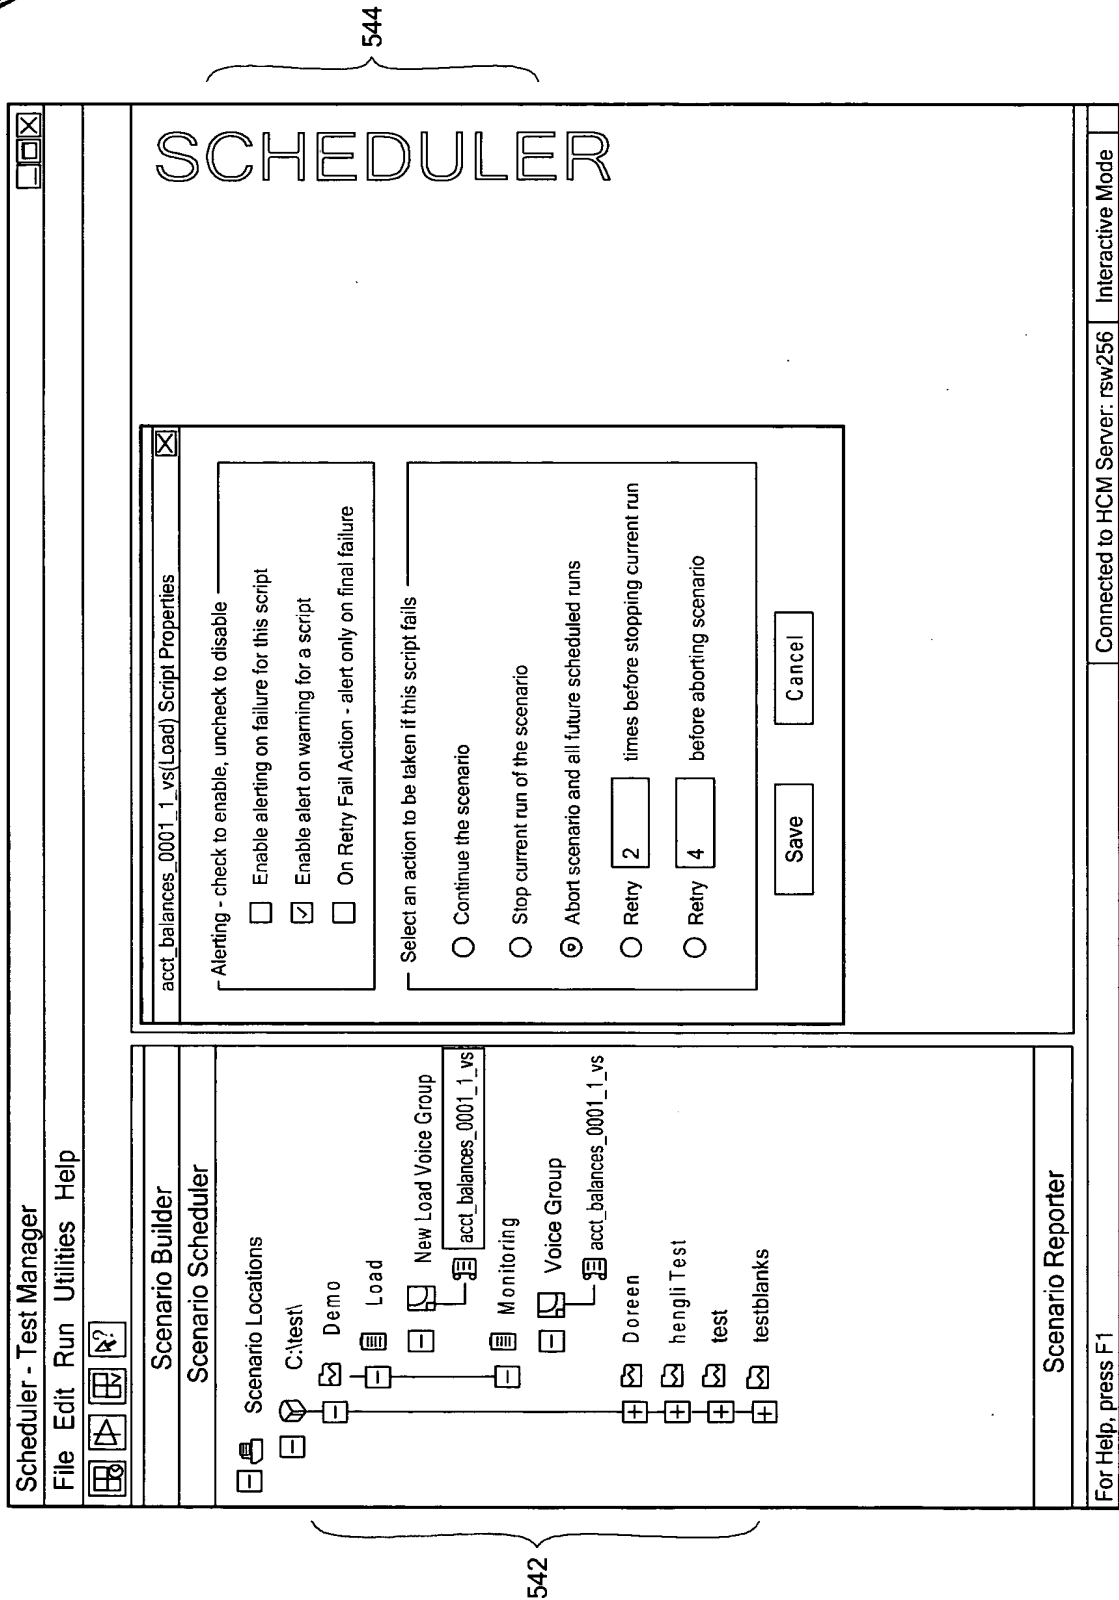 Scheduler - Test Manager
File Edit Run Utilities Help
Scenario Builder
Scenario Scheduler
Scenario Locations
C:\test\
Demo
Load
New Load Voice Group
acct_balances_0001_1_vs
Monitoring
Voice Group
acct_balances_0001_1_vs
Doreen
hengli Test
test
testblanks
Scenario Reporter
acct_balances_0001_1_vs(Load) Script Properties
Alerting - check to enable, uncheck to disable
Enable alerting on failure for this script
Enable alert on warning for a script
On Retry Fail Action - alert only on final failure
Select an action to be taken if this script fails
Continue the scenario
Stop current run of the scenario
Abort scenario and all future scheduled runs
Retry 2 times before stopping current run
Retry 4 before aborting scenario
Save Cancel
SCHEDULER
For Help, press F1 Connected to HCM Server: rsw256 Interactive Mode
542
544